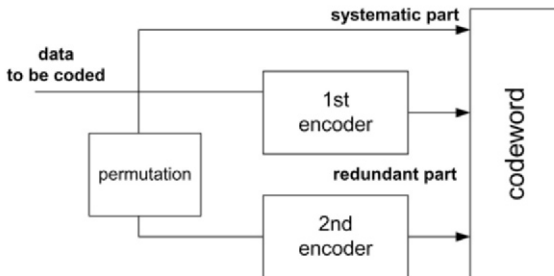 systematic part
data
to be coded
1st
encoder
permutation
redundant part
2nd
encoder
codeword